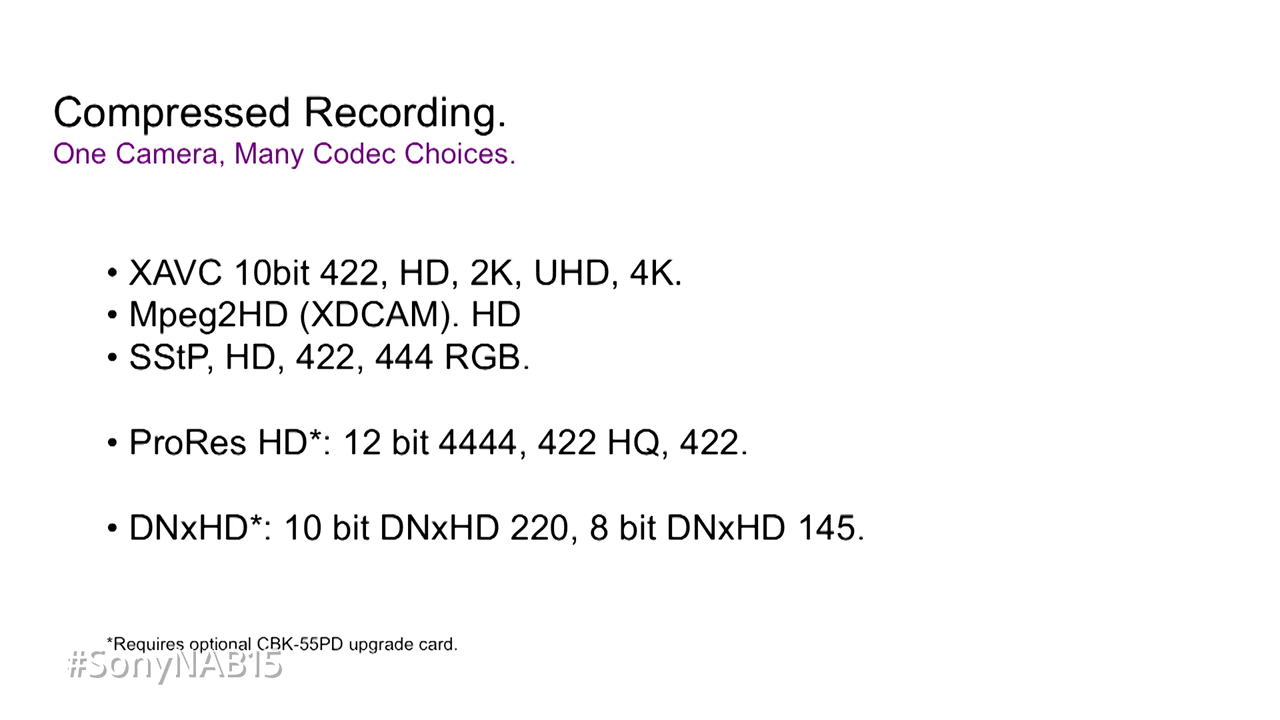 Compressed Recording.
One Camera, Many Codec Choices.
• XAVC 10bit 422, HD, 2K, UHD, 4K.
• Mpeg2HD (XDCAM). HD
• SStP, HD, 422, 444 RGB.
• ProRes HD*: 12 bit 4444, 422 HQ, 422.
• DNxHD*: 10 bit DNxHD 220, 8 bit DNxHD 145.
*Requires optional CBK-55PD upgrade card.
#SonyNAB15